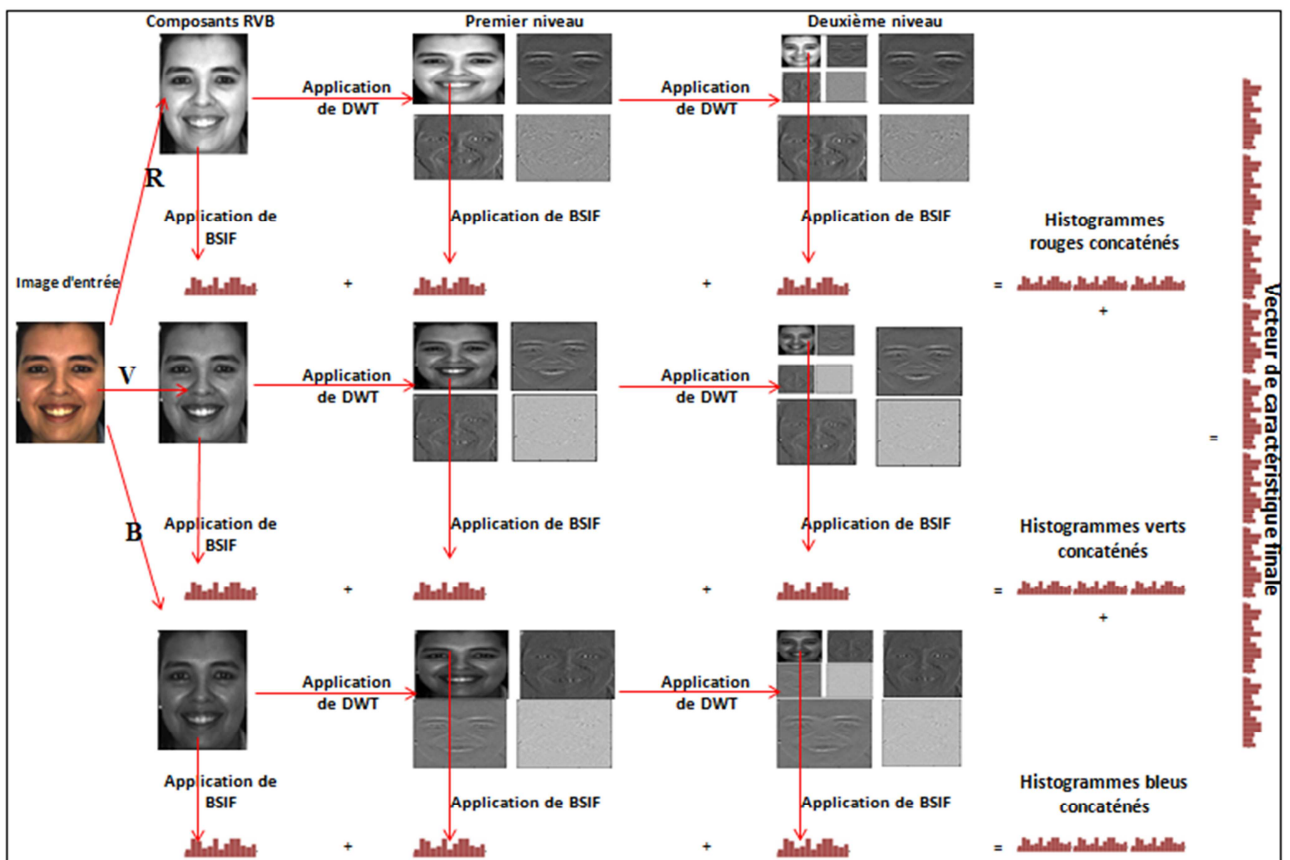 Composants RVB
Premier niveau
Deuxième niveau
Application
de DWT
Application
de DWT
R
Application de
BSIF
Application de BSIF
Application de BSIF
Histogrammes
rouges concaténés
Image d'entrée
+
+
=
+
V
Application
de DWT
Application
de DWT
=
Vecteur de caractéristique finale
B
Application de
BSIF
Application de BSIF
Application de BSIF
Histogrammes verts
concaténés
+
+
=
+
Application
de DWT
Application
de DWT
Application de
BSIF
Application de BSIF
Application de BSIF
Histogrammes bleus
concaténés
+
+
=